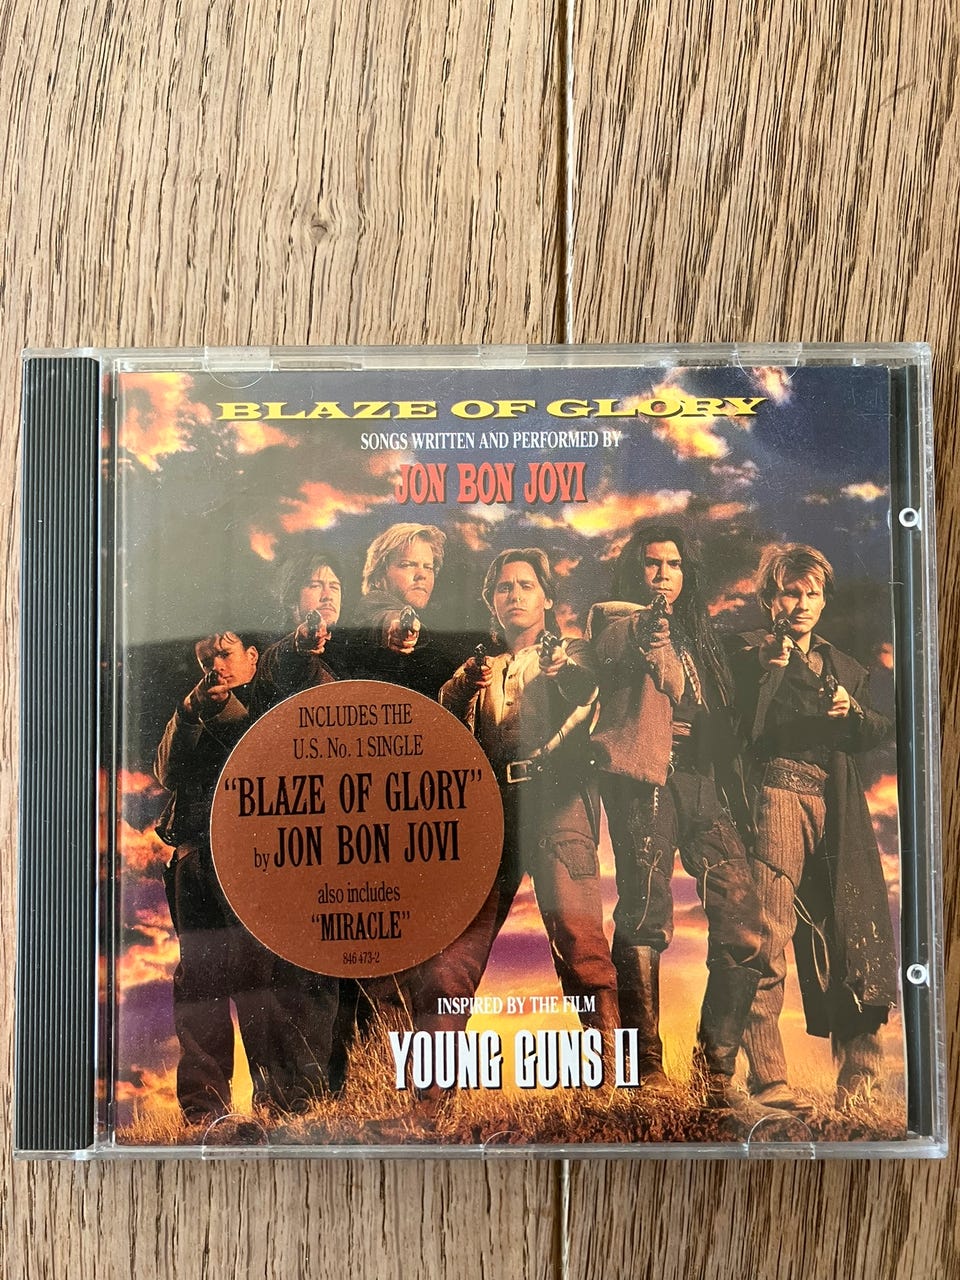 BLAZE OF GLORY
SONGS WRITTEN AND PERFORMED BY
JON BON JOVI
INCLUDES THE
U.S. No. 1 SINGLE
"BLAZE OF GLORY"
by JON BON JOVI
also includes
"MIRACLE"
846 473-2
INSPIRED BY THE FILM
YOUNG GUNS II